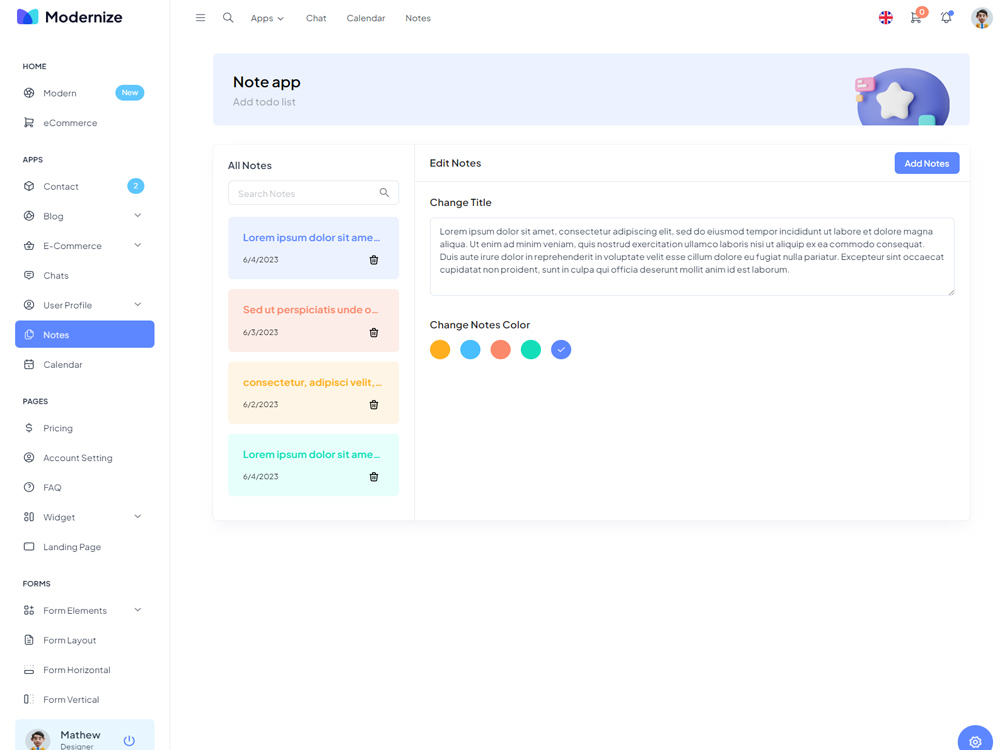 Modernize
Apps
Chat
Calendar
Notes
0
HOME
Modern
New
eCommerce
APPS
Contact
2
Blog
E-Commerce
Chats
User Profile
Notes
Calendar
PAGES
Pricing
Account Setting
FAQ
Widget
Landing Page
FORMS
Form Elements
Form Layout
Form Horizontal
Form Vertical
Mathew
Designer
Note app
Add todo list
All Notes
Search Notes
Lorem ipsum dolor sit ame...
6/4/2023
Sed ut perspiciatis unde o...
6/3/2023
consectetur, adipisci velit,...
6/2/2023
Lorem ipsum dolor sit ame...
6/4/2023
Edit Notes
Add Notes
Change Title
Lorem ipsum dolor sit amet, consectetur adipiscing elit, sed do eiusmod tempor incididunt ut labore et dolore magna
aliqua. Ut enim ad minim veniam, quis nostrud exercitation ullamco laboris nisi ut aliquip ex ea commodo consequat.
Duis aute irure dolor in reprehenderit in voluptate velit esse cillum dolore eu fugiat nulla pariatur. Excepteur sint occaecat
cupidatat non proident, sunt in culpa qui officia deserunt mollit anim id est laborum.
Change Notes Color